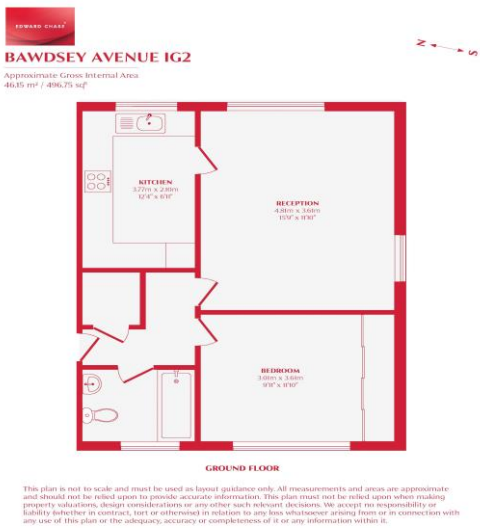 EDWARD CHASE
BAWDSEY AVENUE IG2
Approximate Gross Internal Area
46.15 m² / 496.75 sqft
N
S
KITCHEN
3.77m x 2.10m
12'4" x 6'11"
RECEPTION
4.81m x 3.61m
15'9" x 11'10"
BEDROOM
3.61m x 11'10"
GROUND FLOOR
This plan is not to scale and must be used as layout guidance only. All measurements and areas are approximate
and should not be relied upon to provide accurate information. This plan must not be relied upon when making
property valuations, design considerations or any other such relevant decisions. We accept no responsibility or
liability (whether in contract, tort or otherwise) in relation to any loss whatsoever arising from or in connection with
any use of this plan or the adequacy, accuracy or completeness of it or any information within it.